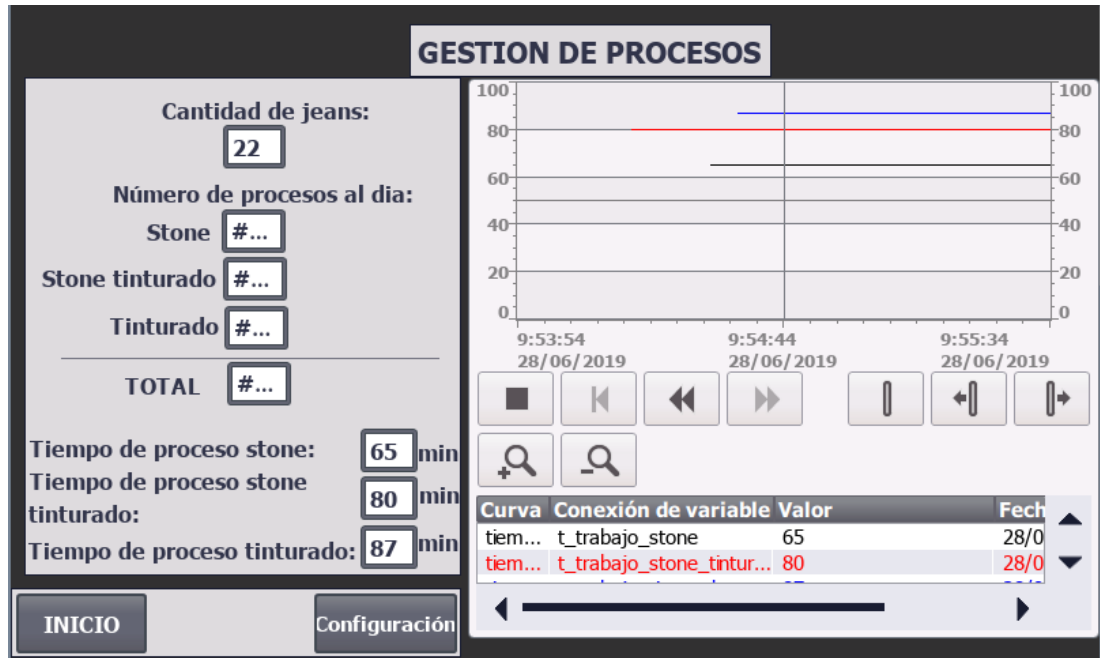 GESTION DE PROCESOS
Cantidad de jeans:
22
Número de procesos al dia:
Stone #...
Stone tinturado #...
Tinturado #...
TOTAL #...
Tiempo de proceso stone: 65 min
Tiempo de proceso stone
tinturado: 80 min
Tiempo de proceso tinturado: 87 min
INICIO Configuración
100 100
80 80
60 60
40 40
20 20
0 0
9:53:54 9:54:44 9:55:34
28/06/2019 28/06/2019 28/06/2019
Curva Conexión de variable Valor Fech
tiem... t_trabajo_stone 65 28/0
tiem... t_trabajo_stone_tintur... 80 28/0